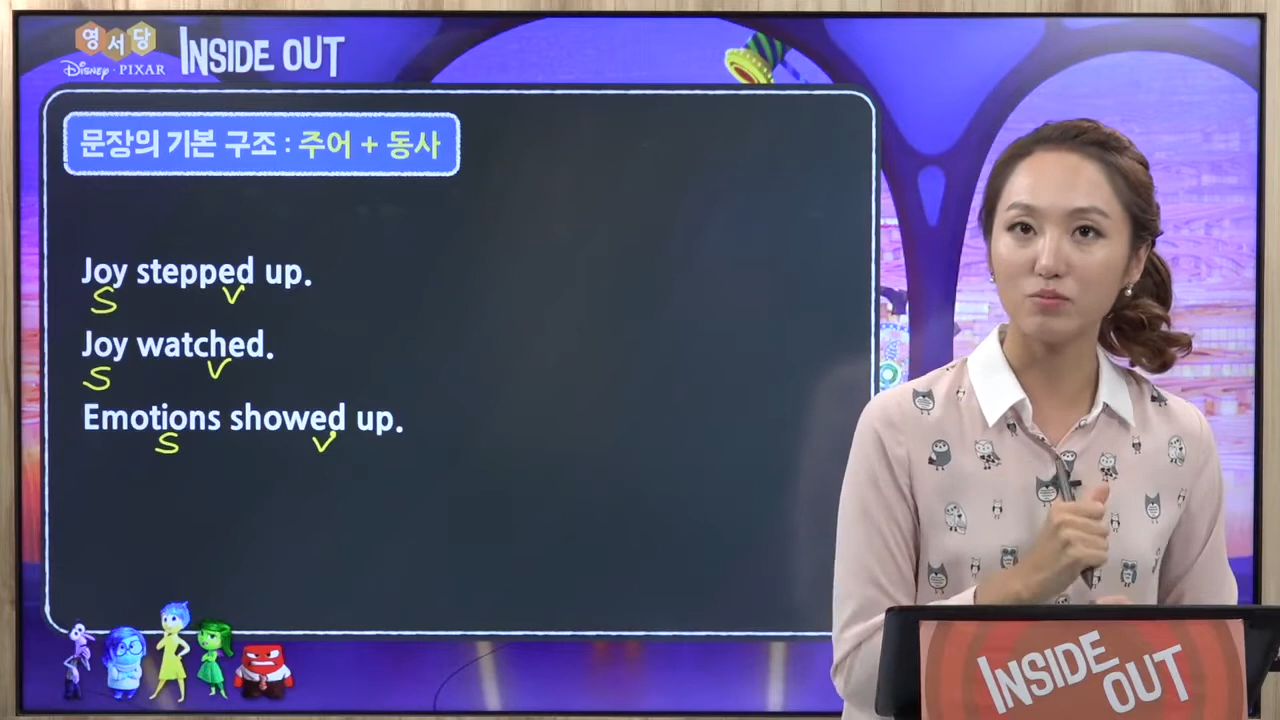 영서당
Disney · PIXAR
INSIDE OUT
문장의 기본 구조 : 주어 + 동사
Joy stepped up.
S V
Joy watched.
S V
Emotions showed up.
S V
INSIDE
OUT